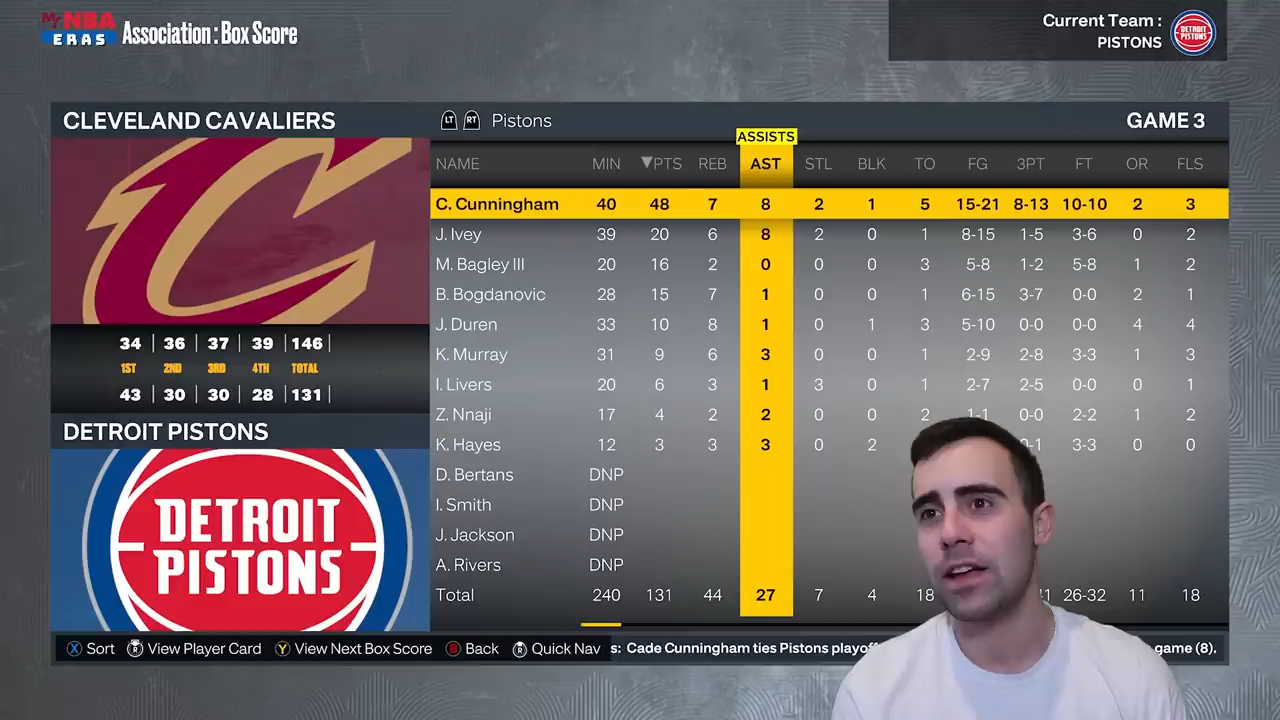 MyNBA
ERAS
Association : Box Score
Current Team :
PISTONS
DETROIT
PISTONS
CLEVELAND CAVALIERS
34 | 36 | 37 | 39 | 146 |
1ST 2ND 3RD 4TH TOTAL
43 | 30 | 30 | 28 | 131 |
DETROIT PISTONS
DETROIT
PISTONS
LT RT Pistons GAME 3
ASSISTS
NAME MIN ▼PTS REB AST STL BLK TO FG 3PT FT OR FLS
C. Cunningham 40 48 7 8 2 1 5 15-21 8-13 10-10 2 3
J. Ivey 39 20 6 8 2 0 1 8-15 1-5 3-6 0 2
M. Bagley III 20 16 2 0 0 0 3 5-8 1-2 5-8 1 2
B. Bogdanovic 28 15 7 1 0 0 1 6-15 3-7 0-0 2 1
J. Duren 33 10 8 1 0 1 3 5-10 0-0 0-0 4 4
K. Murray 31 9 6 3 0 0 1 2-9 2-8 3-3 1 3
I. Livers 20 6 3 1 3 0 1 2-7 2-5 0-0 0 1
Z. Nnaji 17 4 2 2 0 0 2 1-1 0-0 2-2 1 2
K. Hayes 12 3 3 3 0 2 0-1 3-3 0 0
D. Bertans DNP
I. Smith DNP
J. Jackson DNP
A. Rivers DNP
Total 240 131 44 27 7 4 18 26-32 11 18
X Sort R View Player Card Y View Next Box Score B Back R Quick Nav
s: Cade Cunningham ties Pistons game (8).